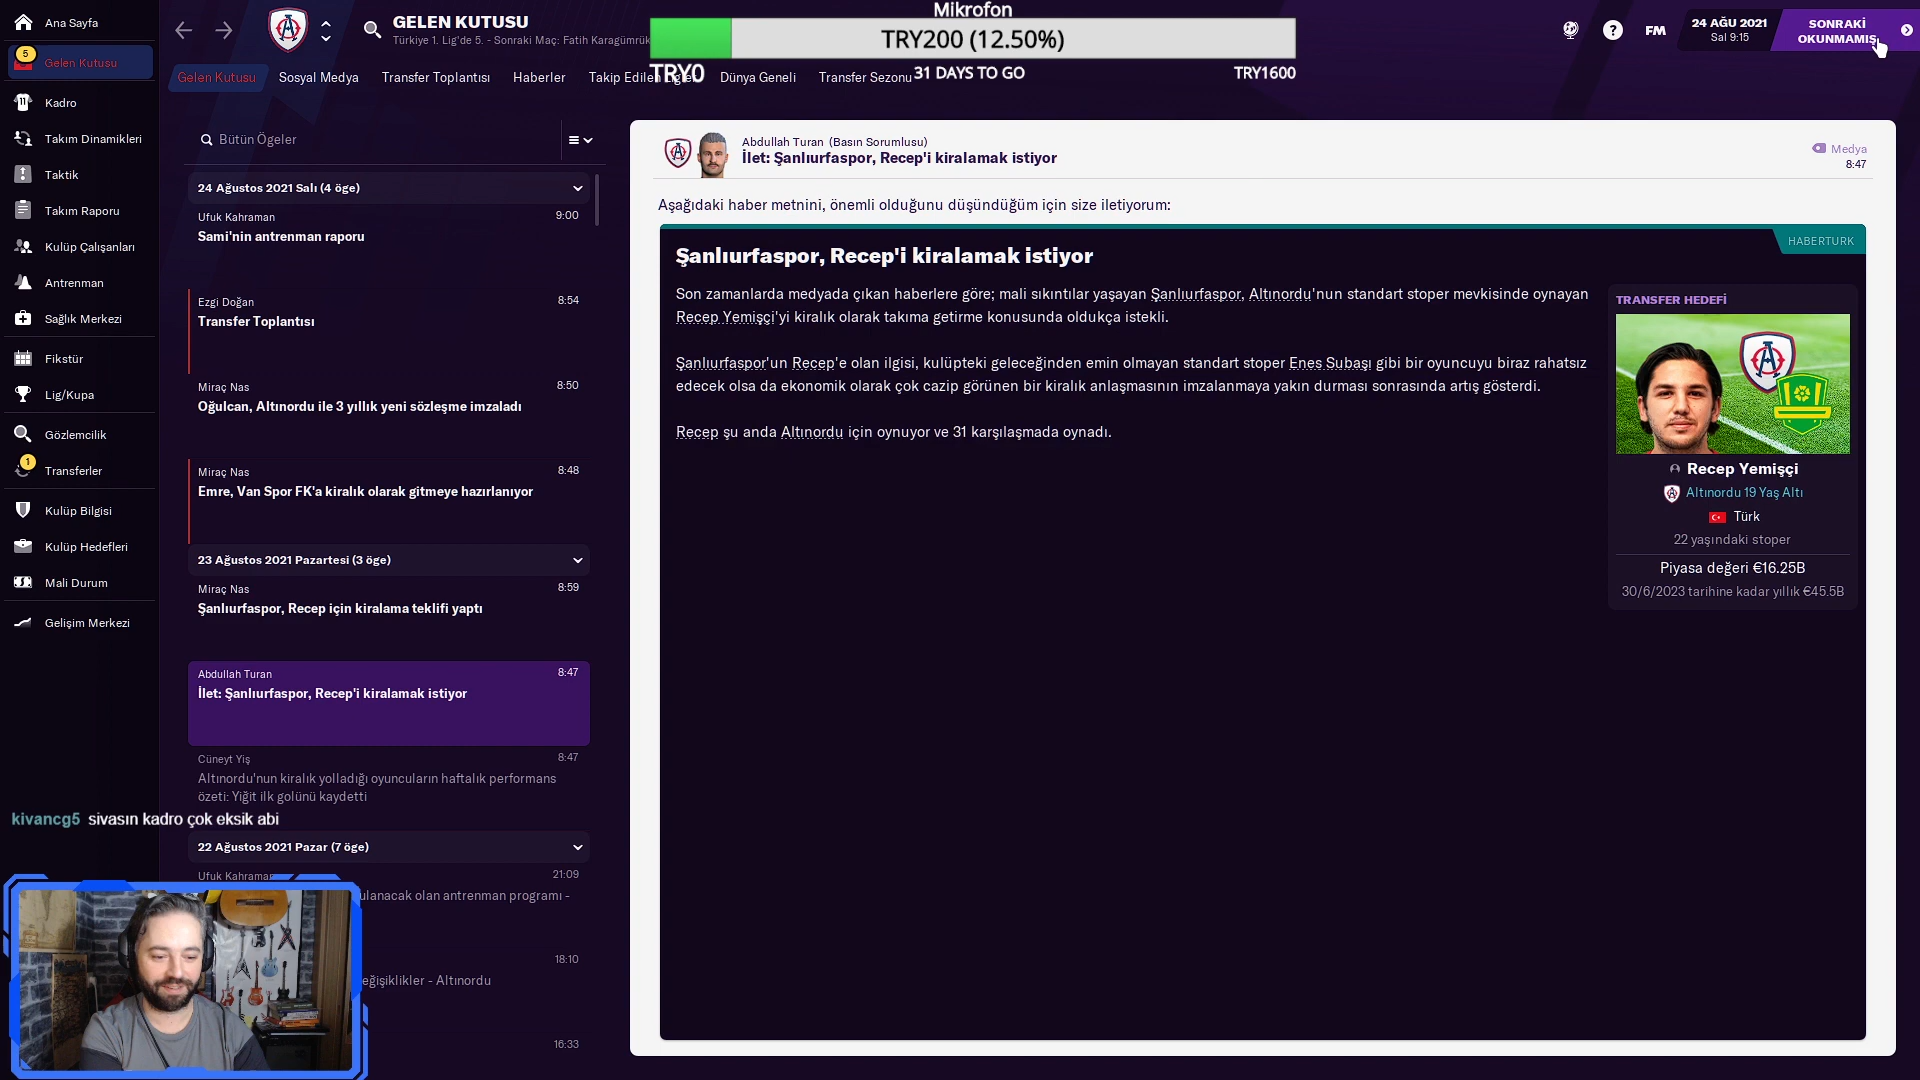 Ana Sayfa
5
Gelen Kutusu
Kadro
Takım Dinamikleri
Taktik
Takım Raporu
Kulüp Çalışanları
Antrenman
Sağlık Merkezi
Fikstür
Lig/Kupa
Gözlemcilik
1
Transferler
Kulüp Bilgisi
Kulüp Hedefleri
Mali Durum
Gelişim Merkezi
GELEN KUTUSU
Türkiye 1. Lig'de 5. - Sonraki Maç: Fatih Karagümrük
Mikrofon
TRY200 (12.50%)
TRY0
31 DAYS TO GO
TRY1600
FM
24 AĞU 2021
Sal 9:15
SONRAKİ
OKUNMAMIŞ
Gelen Kutusu
Sosyal Medya
Transfer Toplantısı
Haberler
Takip Edilen Ligler
Dünya Geneli
Transfer Sezonu
Bütün Ögeler
24 Ağustos 2021 Salı (4 öge)
Ufuk Kahraman 9:00
Sami'nin antrenman raporu
Ezgi Doğan 8:54
Transfer Toplantısı
Miraç Nas 8:50
Oğulcan, Altınordu ile 3 yıllık yeni sözleşme imzaladı
Miraç Nas 8:48
Emre, Van Spor FK'a kiralık olarak gitmeye hazırlanıyor
23 Ağustos 2021 Pazartesi (3 öge)
Miraç Nas 8:59
Şanlıurfaspor, Recep için kiralama teklifi yaptı
Abdullah Turan 8:47
İlet: Şanlıurfaspor, Recep'i kiralamak istiyor
Cüneyt Yiş 8:47
Altınordu'nun kiralık yolladığı oyuncuların haftalık performans
özeti: Yiğit ilk golünü kaydetti
kivancg5 sivasın kadro çok eksik abi
22 Ağustos 2021 Pazar (7 öge)
Ufuk Kahraman 21:09
ulanacak olan antrenman programı -
18:10
eğişiklikler - Altınordu
16:33
Abdullah Turan (Basın Sorumlusu)
İlet: Şanlıurfaspor, Recep'i kiralamak istiyor
Medya
8:47
Aşağıdaki haber metnini, önemli olduğunu düşündüğüm için size iletiyorum:
HABERTURK
Şanlıurfaspor, Recep'i kiralamak istiyor
Son zamanlarda medyada çıkan haberlere göre; mali sıkıntılar yaşayan Şanlıurfaspor, Altınordu'nun standart stoper mevkisinde oynayan
Recep Yemişçi'yi kiralık olarak takıma getirme konusunda oldukça istekli.
Şanlıurfaspor'un Recep'e olan ilgisi, kulüpteki geleceğinden emin olmayan standart stoper Enes Subaşı gibi bir oyuncuyu biraz rahatsız
edecek olsa da ekonomik olarak çok cazip görünen bir kiralık anlaşmasının imzalanmaya yakın durması sonrasında artış gösterdi.
Recep şu anda Altınordu için oynuyor ve 31 karşılaşmada oynadı.
TRANSFER HEDEFİ
Recep Yemişçi
Altınordu 19 Yaş Altı
Türk
22 yaşındaki stoper
Piyasa değeri €16.25B
30/6/2023 tarihine kadar yıllık €45.5B